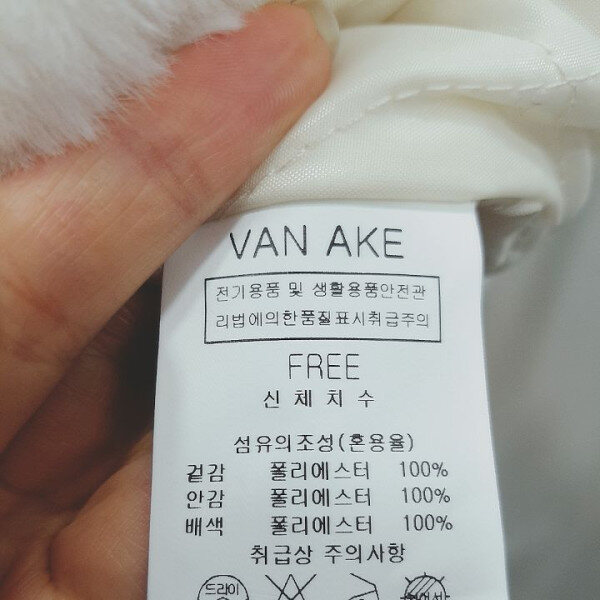 VAN AKE
전기용품 및 생활용품안전관
리법에의한품질표시취급주의
FREE
신체치수
섬유의조성(혼용율)
겉감 폴리에스터 100%
안감 폴리에스터 100%
배색 폴리에스터 100%
취급상 주의사항
드라이